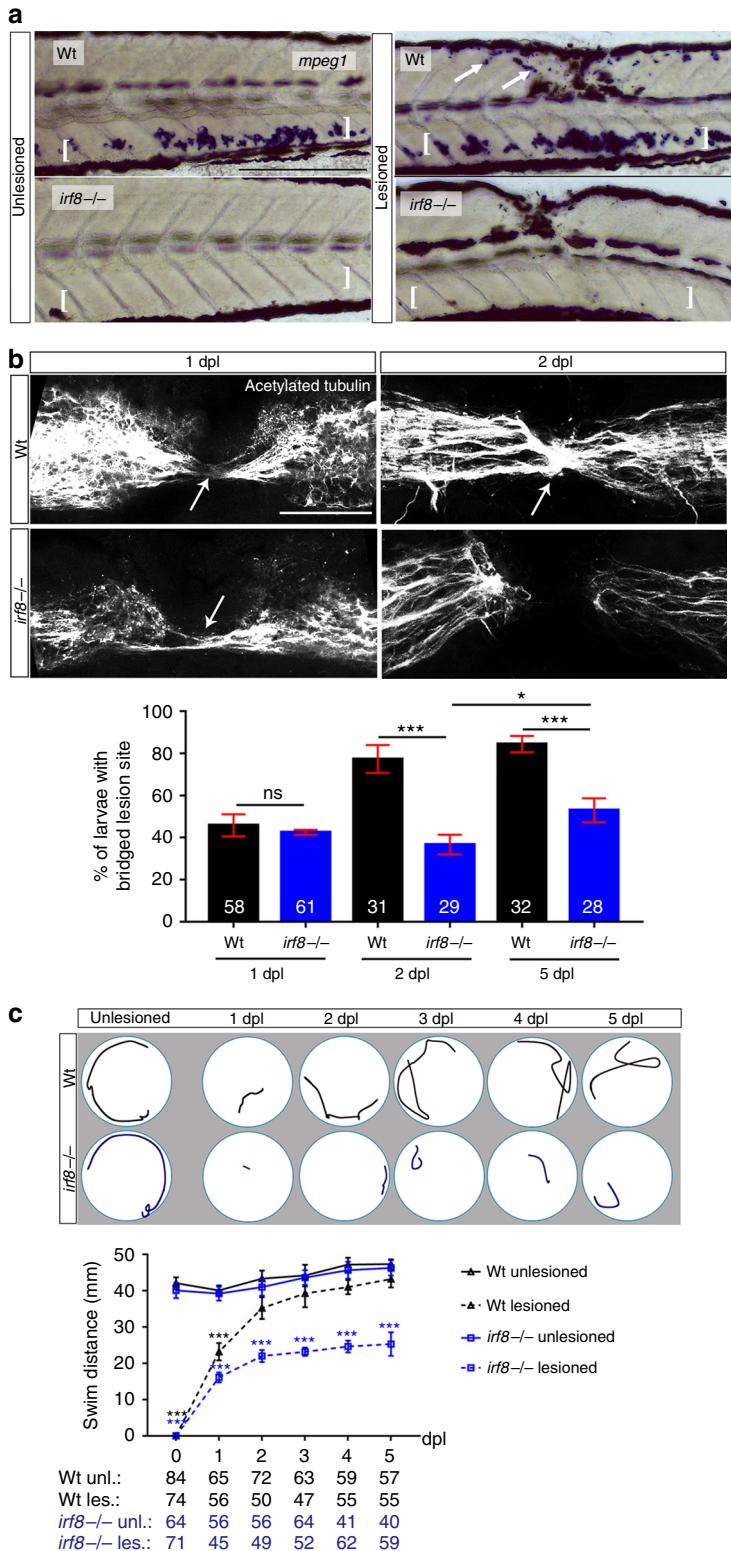 a
Unlesioned
Wt
mpeg1
[ ]
irf8–/–
[ ]
Lesioned
Wt
[ ]
irf8–/–
[ ]
b
1 dpl
2 dpl
Wt
Acetylated tubulin
irf8–/–
% of larvae with
bridged lesion site
100
80
60
40
20
0
ns
***
*
***
58
61
31
29
32
28
Wt irf8–/– Wt irf8–/– Wt irf8–/–
1 dpl 2 dpl 5 dpl
c
Unlesioned 1 dpl 2 dpl 3 dpl 4 dpl 5 dpl
Wt
irf8–/–
Swim distance (mm)
50
40
30
20
10
0
***
***
***
***
***
***
***
***
Wt unlesioned
Wt lesioned
irf8–/– unlesioned
irf8–/– lesioned
0 1 2 3 4 5 dpl
Wt unl.: 84 65 72 63 59 57
Wt les.: 74 56 50 47 55 55
irf8–/– unl.: 64 56 56 64 41 40
irf8–/– les.: 71 45 49 52 62 59